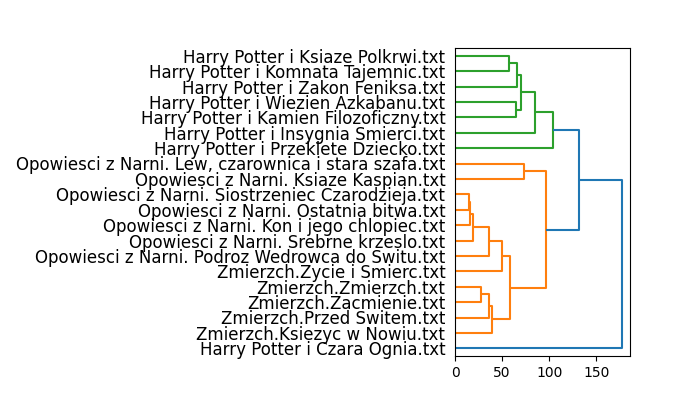 Harry Potter i Ksiaze Polkrwi.txt
Harry Potter i Komnata Tajemnic.txt
Harry Potter i Zakon Feniksa.txt
Harry Potter i Wiezien Azkabanu.txt
Harry Potter i Kamien Filozoficzny.txt
Harry Potter i Insygnia Smierci.txt
Harry Potter i Przeklete Dziecko.txt
Opowiesci z Narni. Lew, czarownica i stara szafa.txt
Opowiesci z Narni. Ksiaze Kaspian.txt
Opowiesci z Narni. Siostrzeniec Czarodzieja.txt
Opowiesci z Narni. Ostatnia bitwa.txt
Opowiesci z Narni. Kon i jego chlopiec.txt
Opowiesci z Narni. Srebrne krzeslo.txt
Opowiesci z Narni. Podroz Wedrowca do Switu.txt
Zmierzch.Zycie i Smierc.txt
Zmierzch.Zmierzch.txt
Zmierzch.Zacmienie.txt
Zmierzch.Przed Switem.txt
Zmierzch.Ksiezyc w Nowiu.txt
Harry Potter i Czara Ognia.txt
0 50 100 150